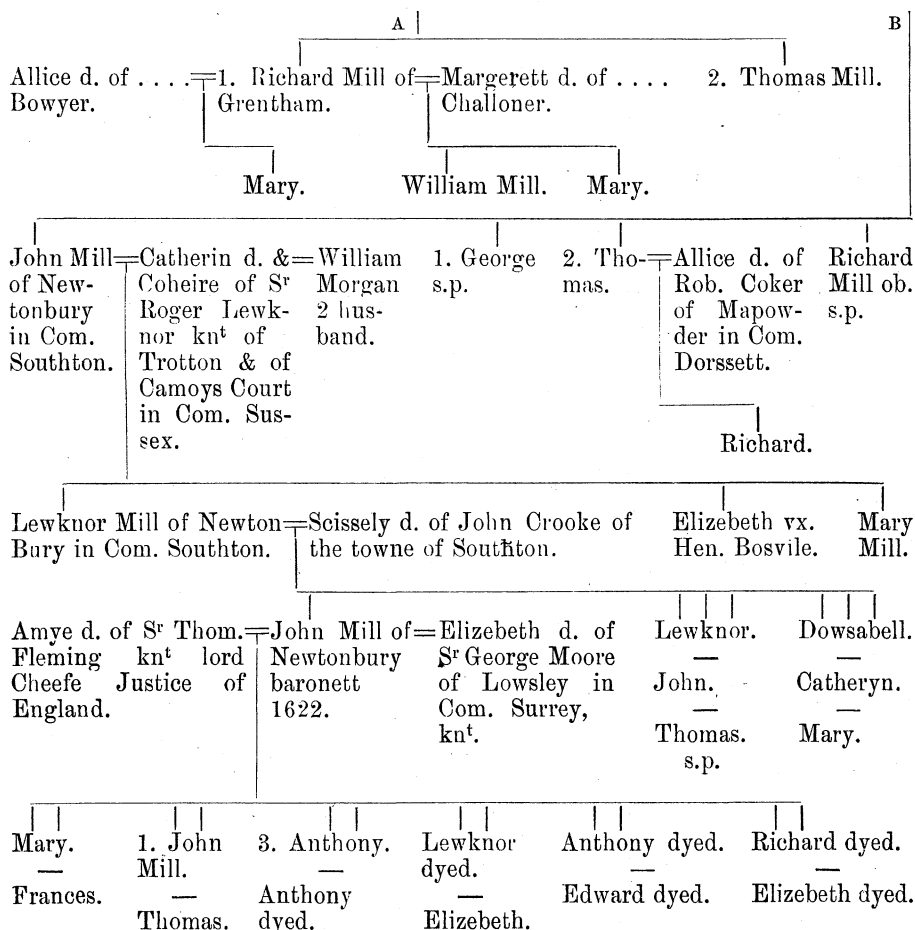 A B
Allice d. of . . . . = 1. Richard Mill of = Margerett d. of . . . . 2. Thomas Mill.
Bowyer. Grentham. Challoner.
Mary. William Mill. Mary.
John Mill = Catherin d. & = William 1. George 2. Tho- = Allice d. of Richard
of New- Coheire of Sʳ Morgan s.p. mas. Rob. Coker Mill ob.
tonbury Roger Lewk- 2 hus- of Mapow- s.p.
in Com. nor knᵗ of band. der in Com.
Southton. Trotton & of Dorssett.
Camoys Court
in Com. Sus-
sex.
Richard.
Lewknor Mill of Newton = Scissely d. of John Crooke of Elizebeth vx. Mary
Bury in Com. Southton. the towne of Southton. Hen. Bosvile. Mill.
Amye d. of Sʳ Thom. = John Mill of = Elizebeth d. of Lewknor. Dowsabell.
Fleming knᵗ lord Newtonbury Sʳ George Moore — —
Cheefe Justice of baronett of Lowsley in John. Catheryn.
England. 1622. Com. Surrey, — —
knᵗ. Thomas. Mary.
s.p.
Mary. 1. John 3. Anthony. Lewknor Anthony dyed. Richard dyed.
— Mill. — dyed. — —
Frances. — Anthony — Edward dyed. Elizebeth dyed.
Thomas. dyed. Elizebeth.